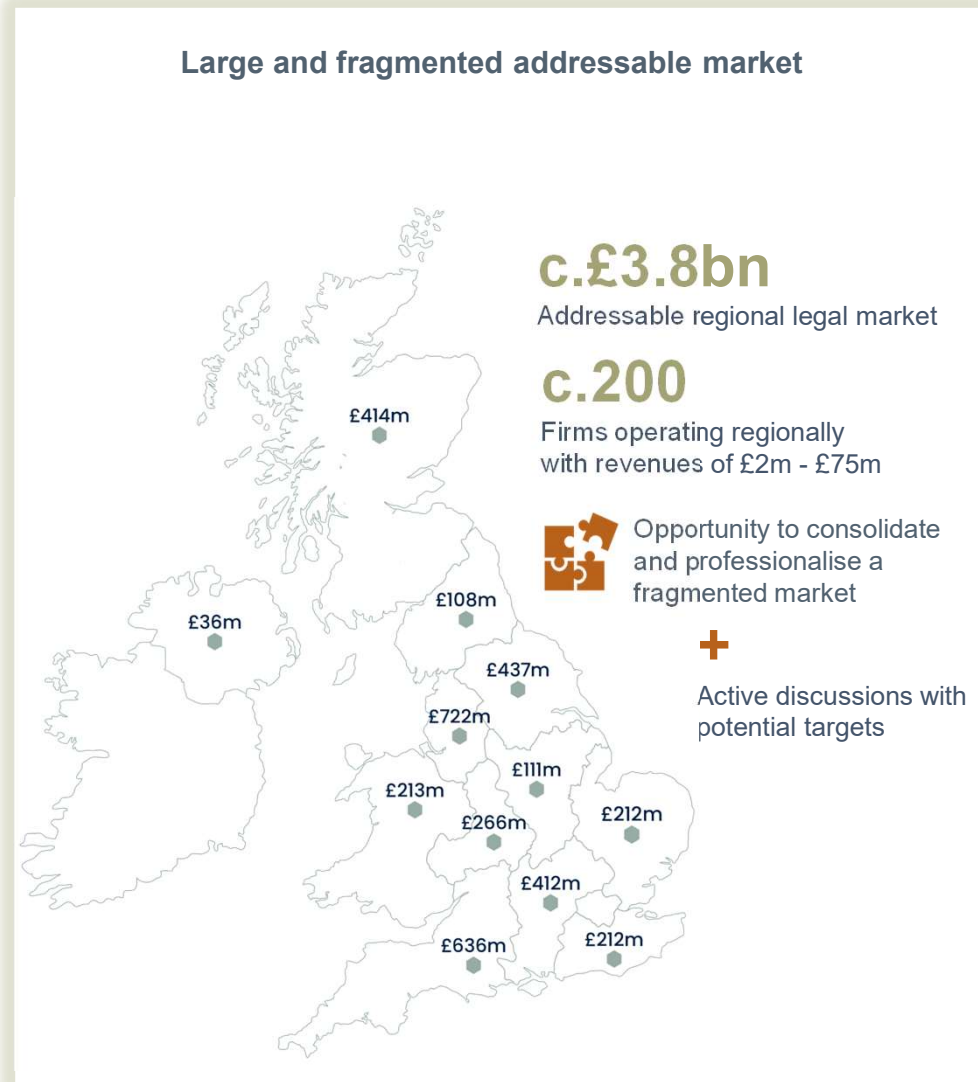 Large and fragmented addressable market
c.£3.8bn
Addressable regional legal market
c.200
Firms operating regionally
with revenues of £2m - £75m
Opportunity to consolidate
and professionalise a
fragmented market
+
Active discussions with
potential targets
£414m
£108m
£36m
£437m
£722m
£111m
£213m
£266m
£212m
£412m
£636m
£212m